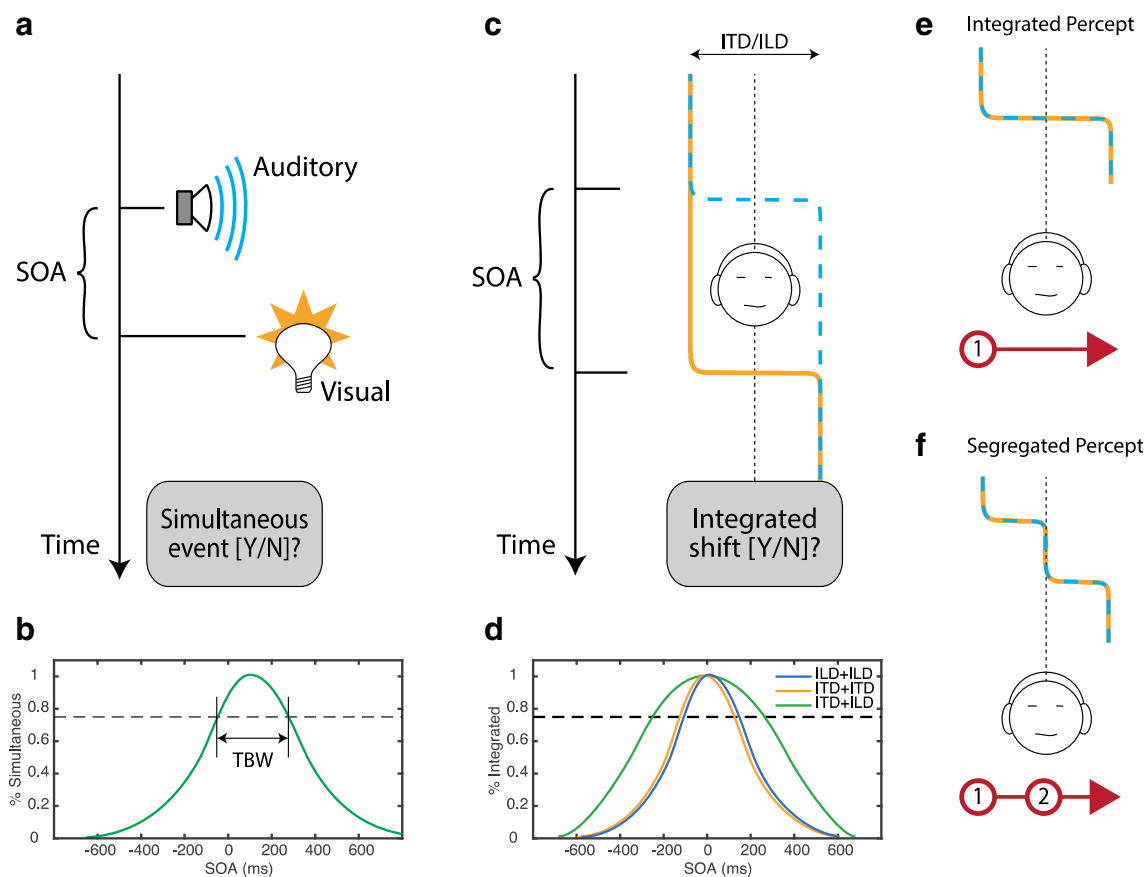 a
Auditory
SOA
Visual
Simultaneous
event [Y/N]?
Time
b
% Simultaneous
1
0.8
0.6
0.4
0.2
0
TBW
-600 -400 -200 0 200 400 600
SOA (ms)
c
ITD/ILD
SOA
Integrated
shift [Y/N]?
Time
d
% Integrated
1
0.8
0.6
0.4
0.2
0
ILD+ILD
ITD+ITD
ITD+ILD
-600 -400 -200 0 200 400 600
SOA (ms)
e
Integrated Percept
1
f
Segregated Percept
1 2